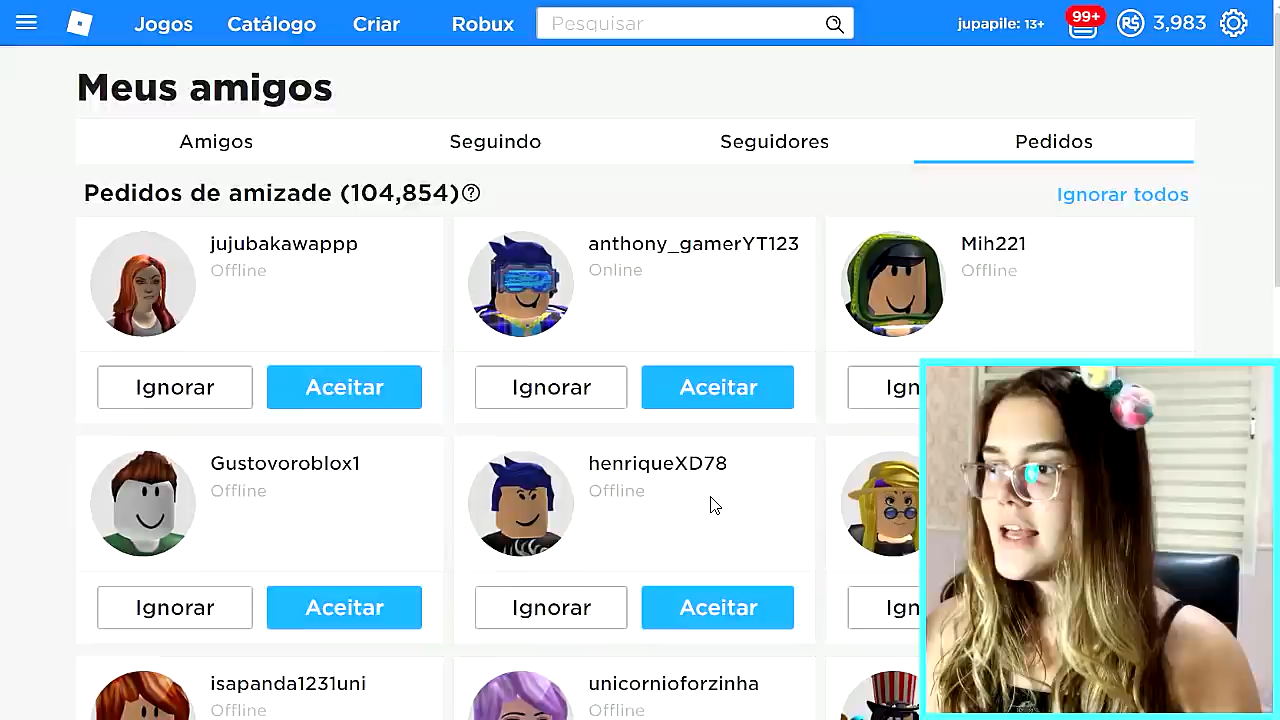 Jogos Catálogo Criar Robux Pesquisar jupapile: 13+ 99+ R$ 3,983
Meus amigos
Amigos Seguindo Seguidores Pedidos
Pedidos de amizade (104,854) ? Ignorar todos
jujubakawappp anthony_gamerYT123 Mih221
Offline Online Offline
Ignorar Aceitar Ignorar Aceitar Ign
Gustovoroblox1 henriqueXD78
Offline Offline
Ignorar Aceitar Ignorar Aceitar Ign
isapanda1231uni unicornioforzinha
Offline Offline